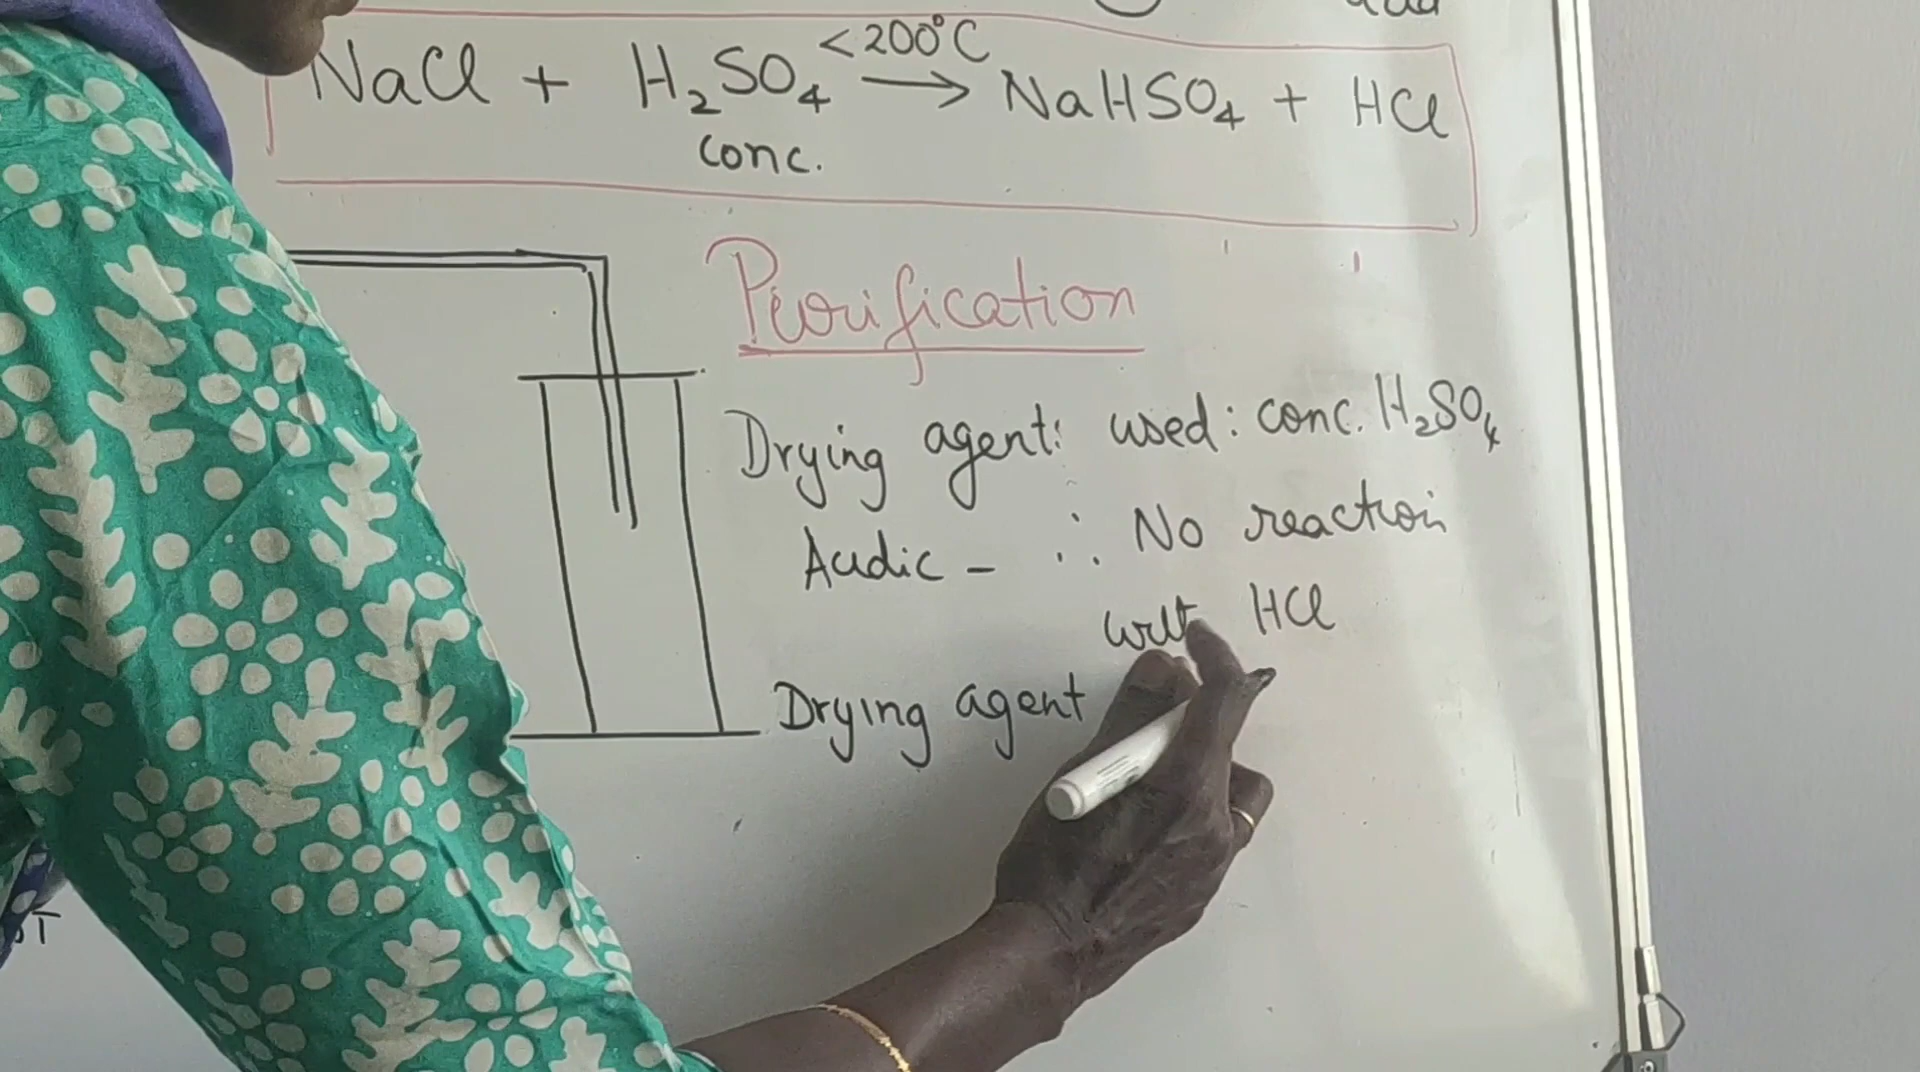 <200°C
NaCl + H₂SO₄ → NaHSO₄ + HCl
conc.
Purification
Drying agent: used: conc. H₂SO₄
Acidic - ∴ No reaction
with HCl
Drying agent